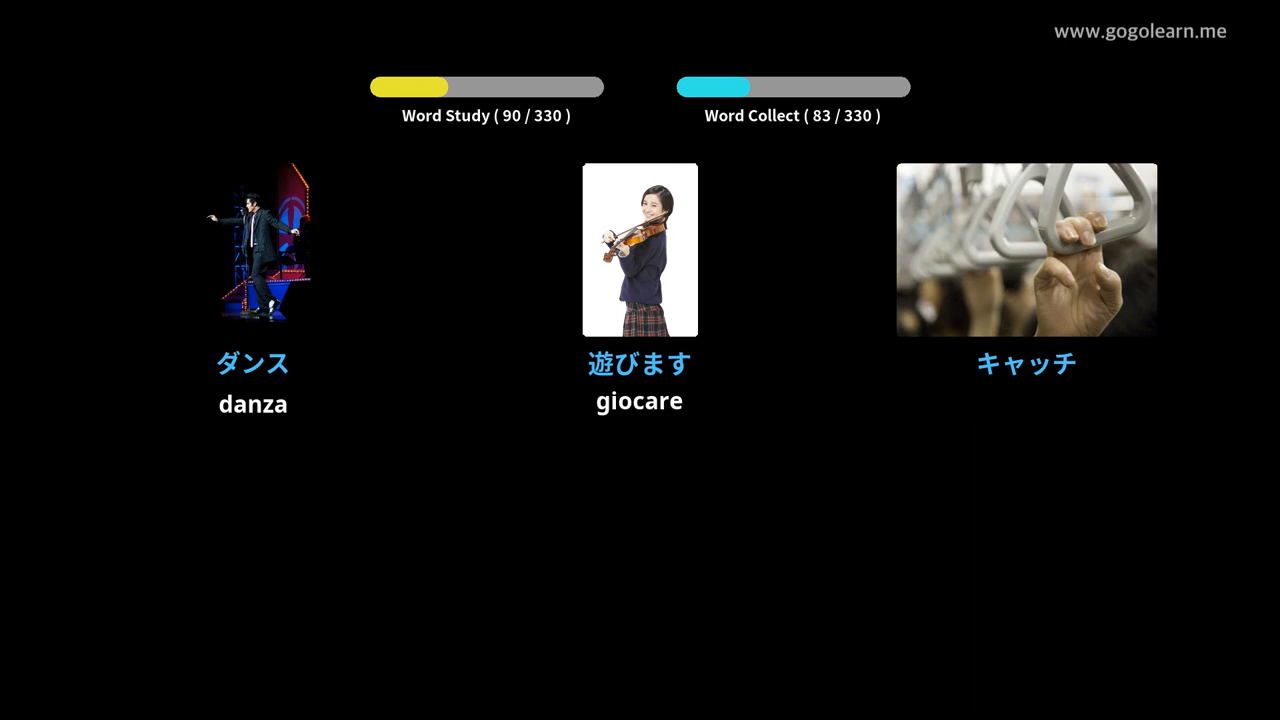 www.gogolearn.me
Word Study ( 90 / 330 )
Word Collect ( 83 / 330 )
ダンス
danza
遊びます
giocare
キャッチ